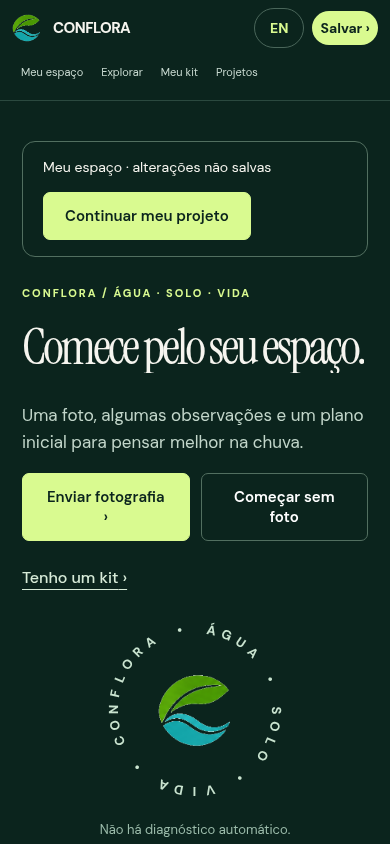 CONFLORA
EN
Salvar ›
Meu espaço
Explorar
Meu kit
Projetos
Meu espaço · alterações não salvas
Continuar meu projeto
CONFLORA / ÁGUA · SOLO · VIDA
Comece pelo seu espaço.
Uma foto, algumas observações e um plano
inicial para pensar melhor na chuva.
Enviar fotografia
›
Começar sem
foto
Tenho um kit ›
CONFLORA • ÁGUA • SOLO • VIDA •
Não há diagnóstico automático.